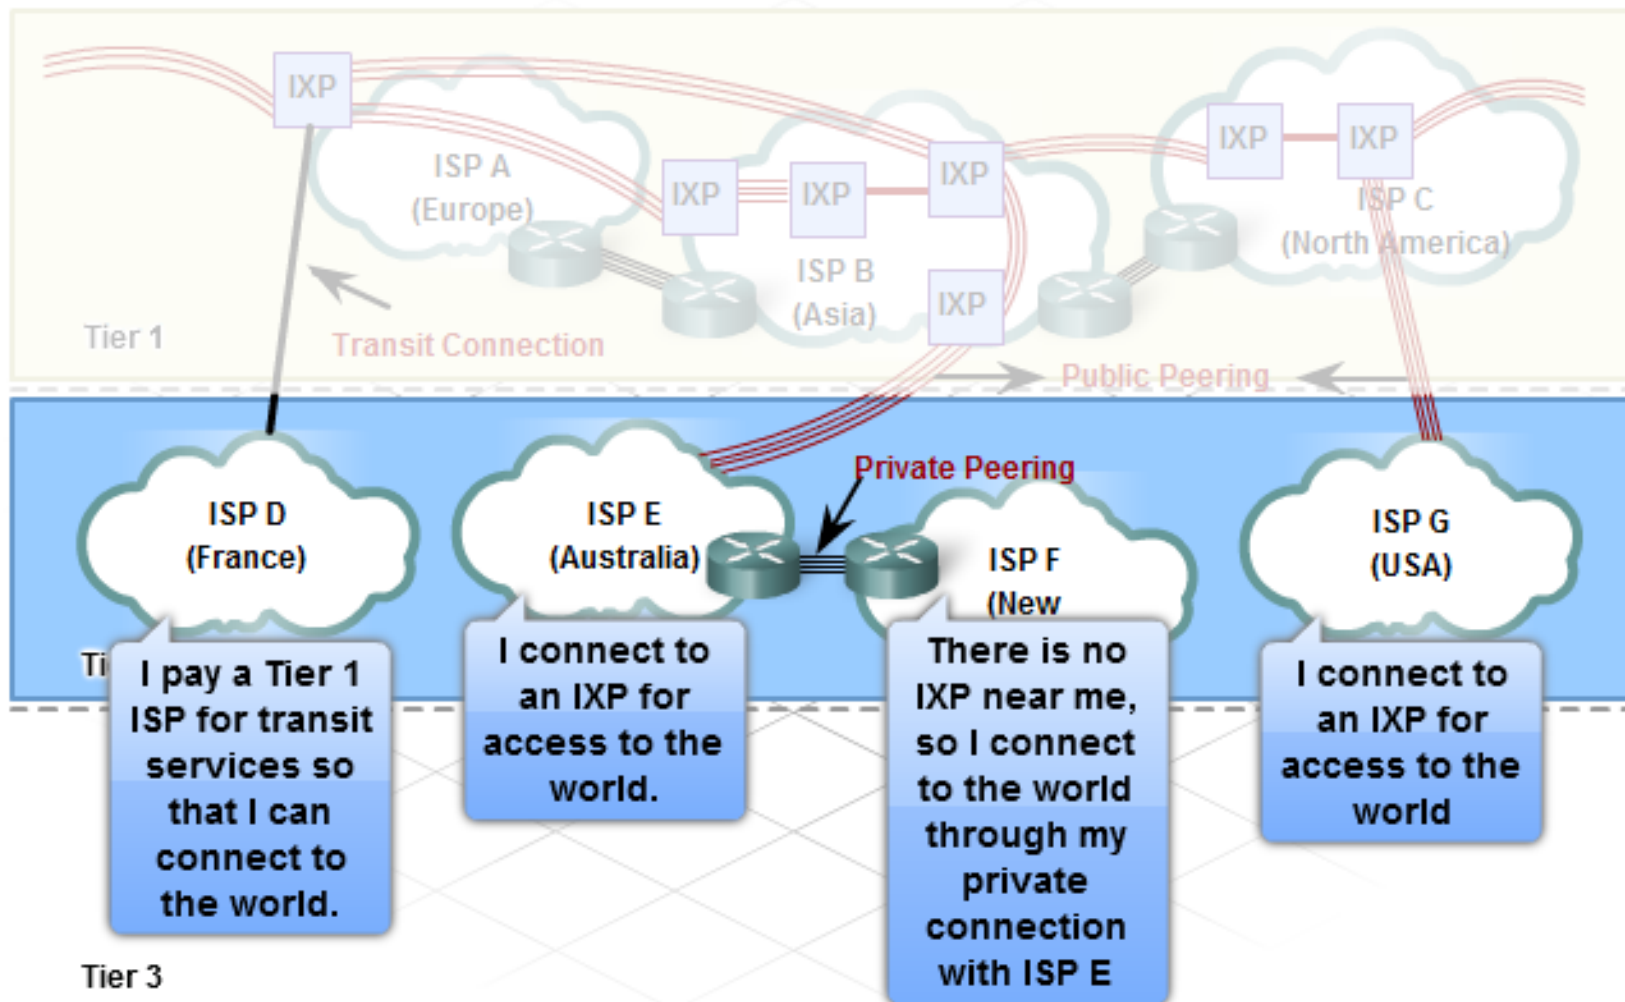 IXP
IXP
IXP
ISP A
(Europe)
IXP
IXP
IXP
ISP C
(North America)
ISP B
(Asia)
IXP
Tier 1
Transit Connection
Public Peering
Private Peering
ISP D
(France)
ISP E
(Australia)
ISP F
(New
ISP G
(USA)
I pay a Tier 1
ISP for transit
services so
that I can
connect to
the world.
I connect to
an IXP for
access to the
world.
There is no
IXP near me,
so I connect
to the world
through my
private
connection
with ISP E
I connect to
an IXP for
access to the
world
Tier 3